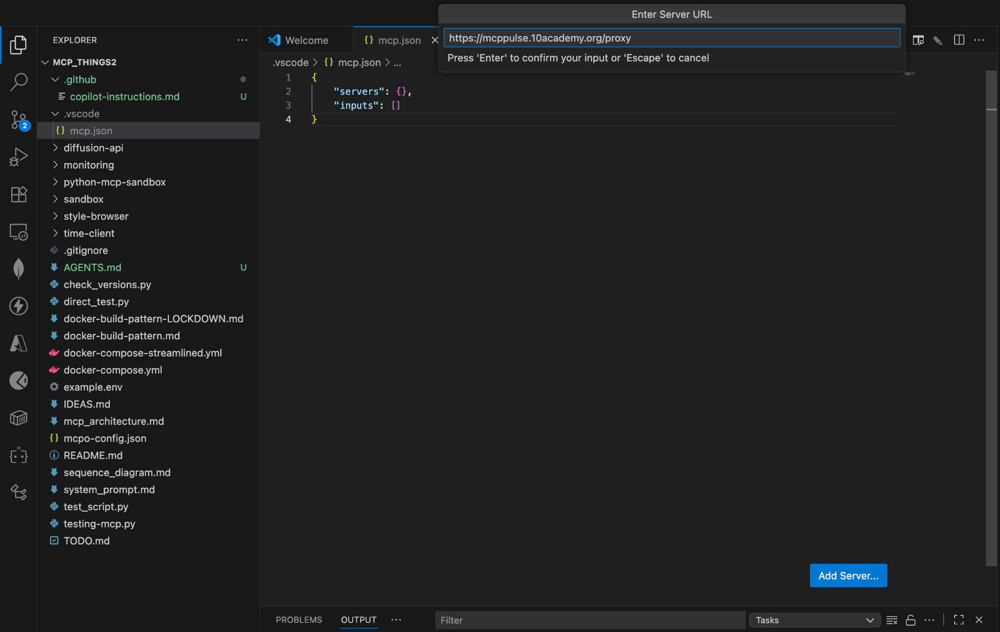 Enter Server URL
https://mcppulse.10academy.org/proxy
Press 'Enter' to confirm your input or 'Escape' to cancel
EXPLORER
Welcome
{} mcp.json
MCP_THINGS2
.github
copilot-instructions.md U
.vscode
{} mcp.json
diffusion-api
monitoring
python-mcp-sandbox
sandbox
style-browser
time-client
.gitignore
AGENTS.md U
check_versions.py
direct_test.py
docker-build-pattern-LOCKDOWN.md
docker-build-pattern.md
docker-compose-streamlined.yml
docker-compose.yml
example.env
IDEAS.md
mcp_architecture.md
{} mcpo-config.json
README.md
sequence_diagram.md
system_prompt.md
test_script.py
testing-mcp.py
TODO.md
2
.vscode > {} mcp.json > ...
1 {
2 "servers": {},
3 "inputs": []
4 }
Add Server...
PROBLEMS
OUTPUT
Filter
Tasks